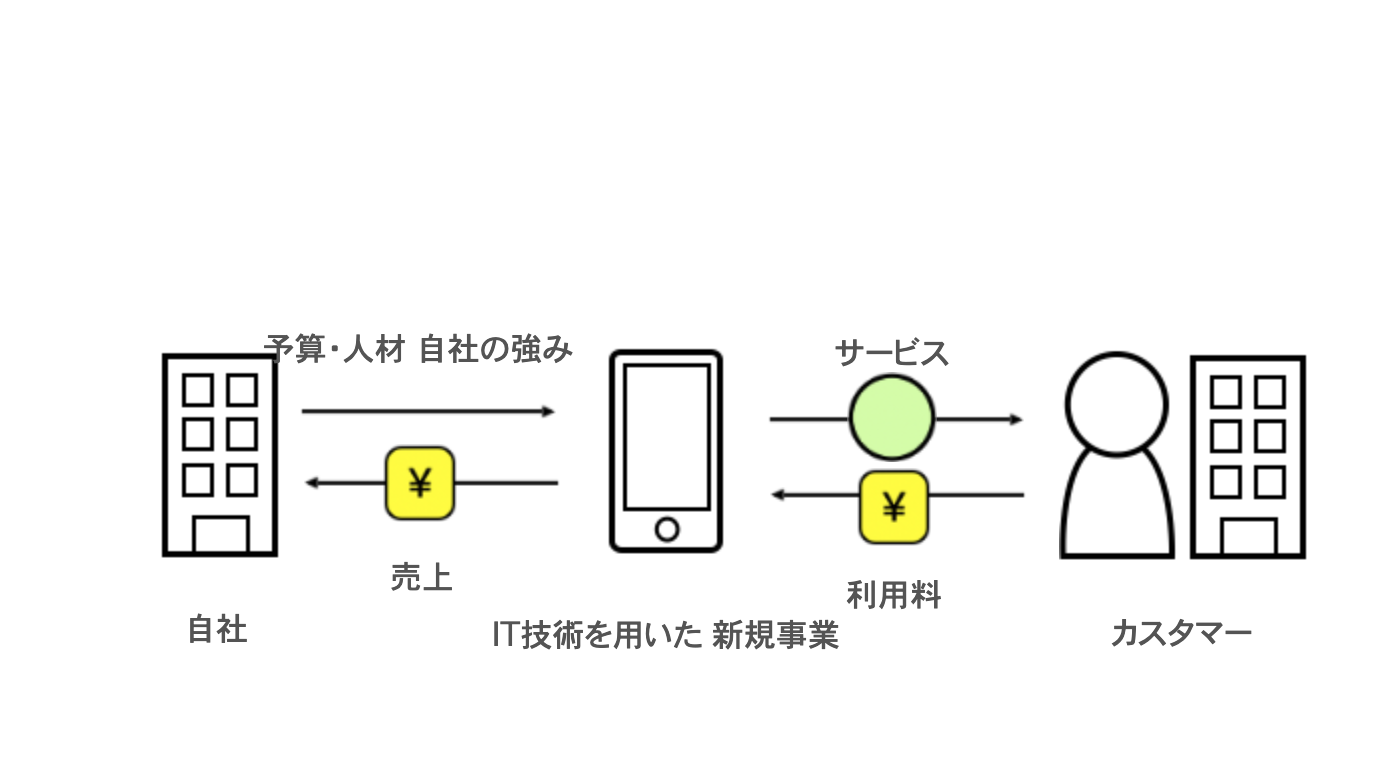 予算・人材 自社の強み
サービス
¥
¥
売上
利用料
自社
IT技術を用いた 新規事業
カスタマー